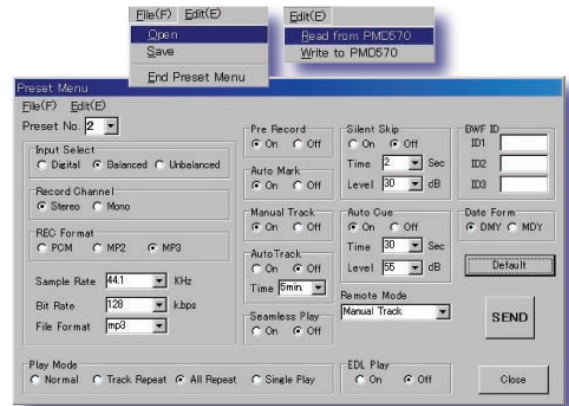 File(F) Edit(E)
Open
Save
End Preset Menu
Edit(E)
Read from PMD570
Write to PMD570
Preset Menu
File(F) Edit(E)
Preset No. 2
Input Select
Digital Balanced Unbalanced
Record Channel
Stereo Mono
REC Format
PCM MP2 MP3
Sample Rate 44.1 KHz
Bit Rate 128 k.bps
File Format mp3
Pre Record
On Off
Auto Mark
On Off
Manual Track
On Off
AutoTrack
On Off
Time 5min.
Seamless Play
On Off
Silent Skip
On Off
Time 2 Sec
Level 30 dB
Auto Cue
On Off
Time 30 Sec
Level 55 dB
Remote Mode
Manual Track
BWF ID
ID1
ID2
ID3
Date Form
DMY MDY
Default
SEND
Play Mode
Normal Track Repeat All Repeat Single Play
EDL Play
On Off
Close